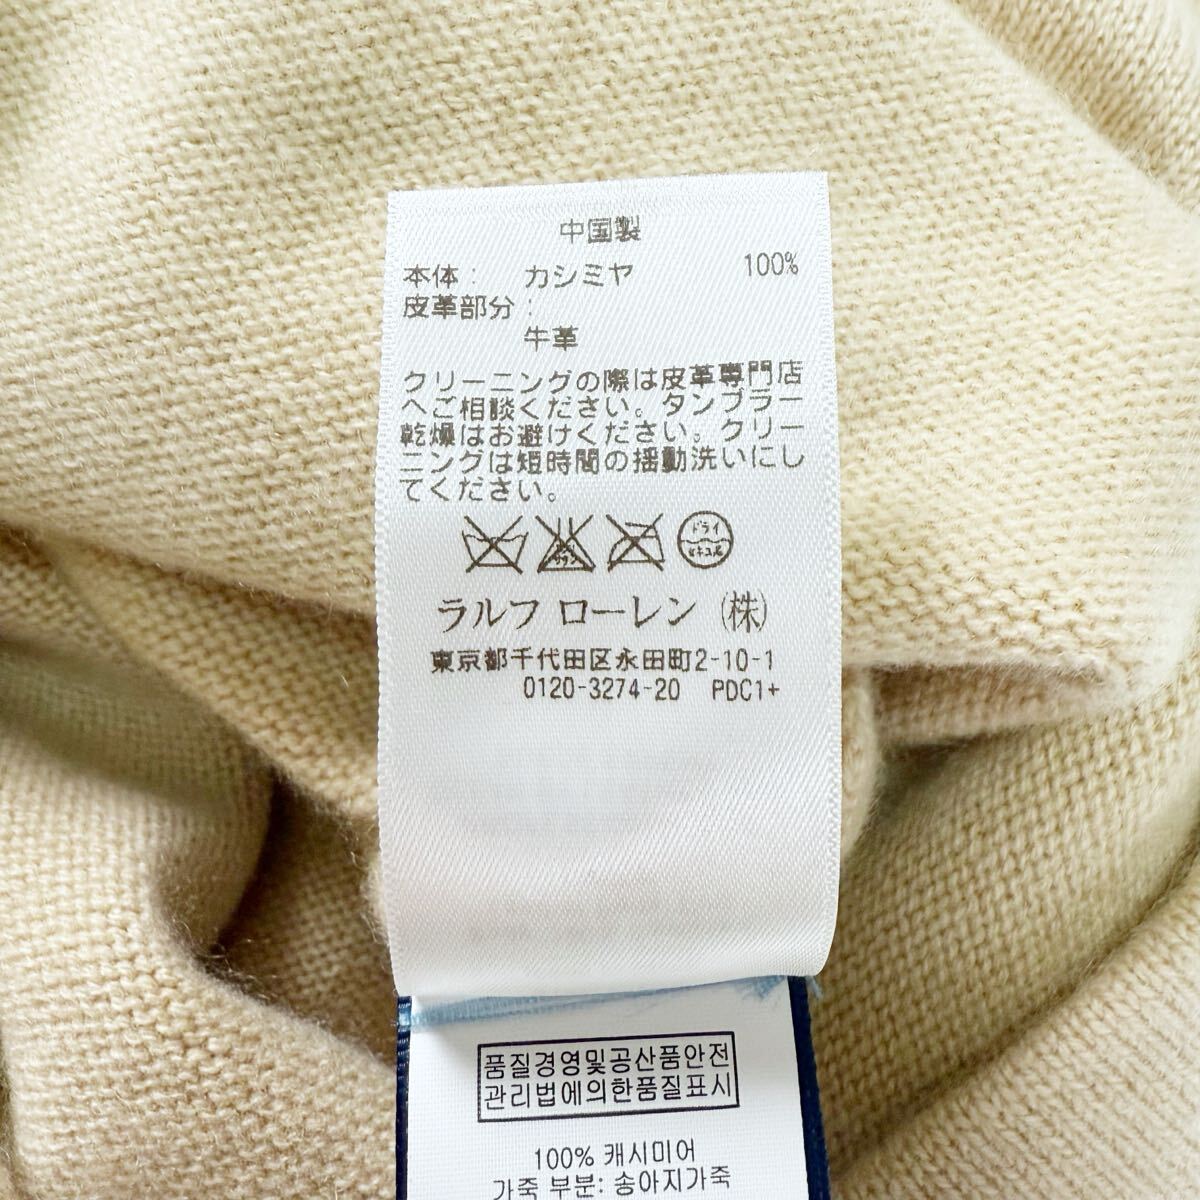 中国製
本体： カシミヤ 100%
皮革部分：
牛革
クリーニングの際は皮革専門店
へご相談ください。タンブラー
乾燥はお避けください。クリー
ニングは短時間の揺動洗いにし
てください。
ドライ
セキユ系
ラルフ ローレン（株）
東京都千代田区永田町2-10-1
0120-3274-20 PDC1+
품질경영및공산품안전
관리법에의한품질표시
100% 캐시미어
가죽 부분: 송아지가죽